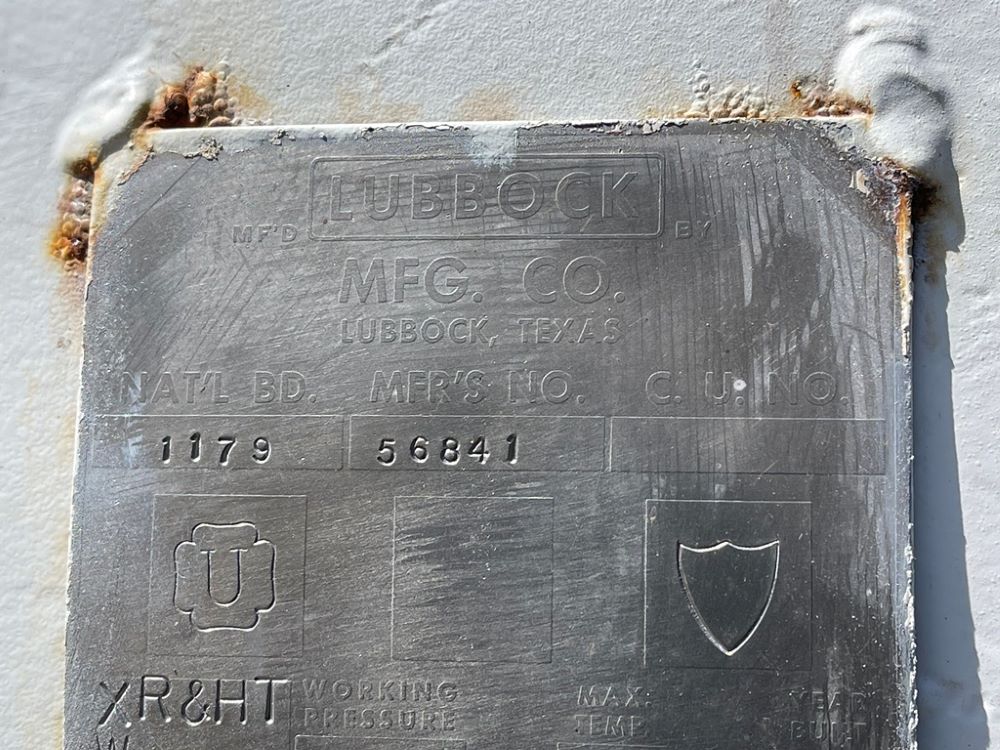 LUBBOCK
MF'D BY
MFG. CO.
LUBBOCK, TEXAS
NAT'L BD. MFR'S NO. C. U. NO.
1179 56841
U
XR&HT WORKING PRESSURE MAX. TEMP. YEAR BUILT
W